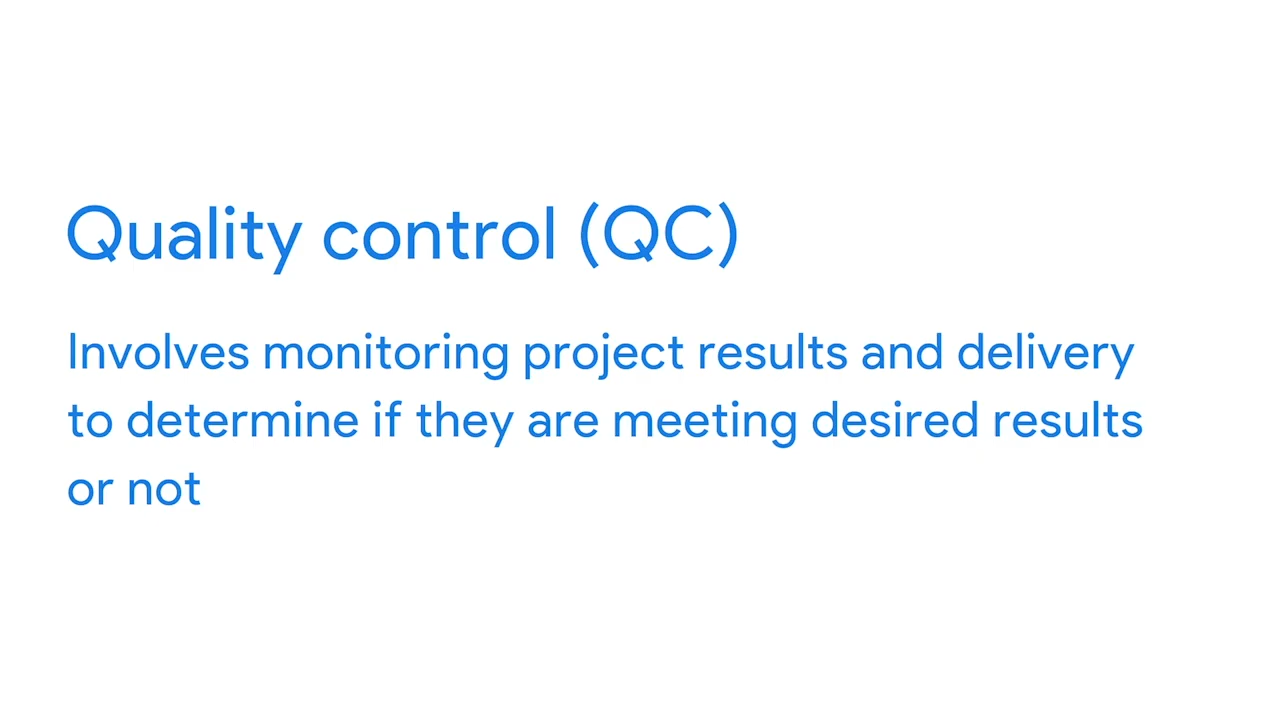 Quality control (QC)
Involves monitoring project results and delivery
to determine if they are meeting desired results
or not